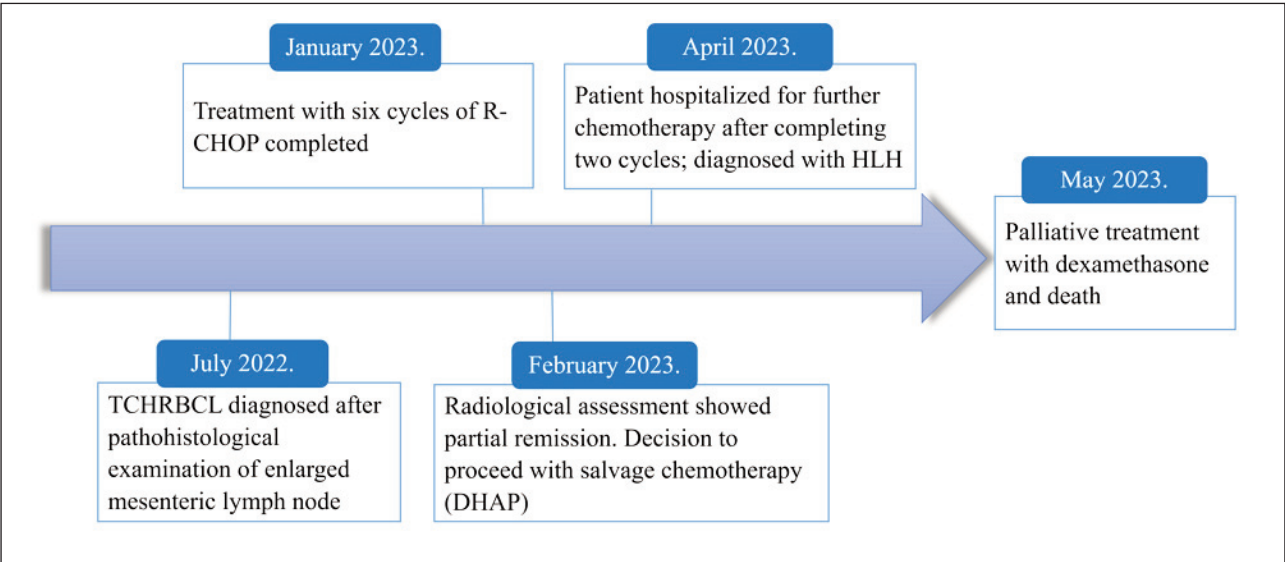 January 2023.
Treatment with six cycles of R-
CHOP completed
April 2023.
Patient hospitalized for further
chemotherapy after completing
two cycles; diagnosed with HLH
May 2023.
Palliative treatment
with dexamethasone
and death
July 2022.
TCHRBCL diagnosed after
pathohistological
examination of enlarged
mesenteric lymph node
February 2023.
Radiological assessment showed
partial remission. Decision to
proceed with salvage chemotherapy
(DHAP)